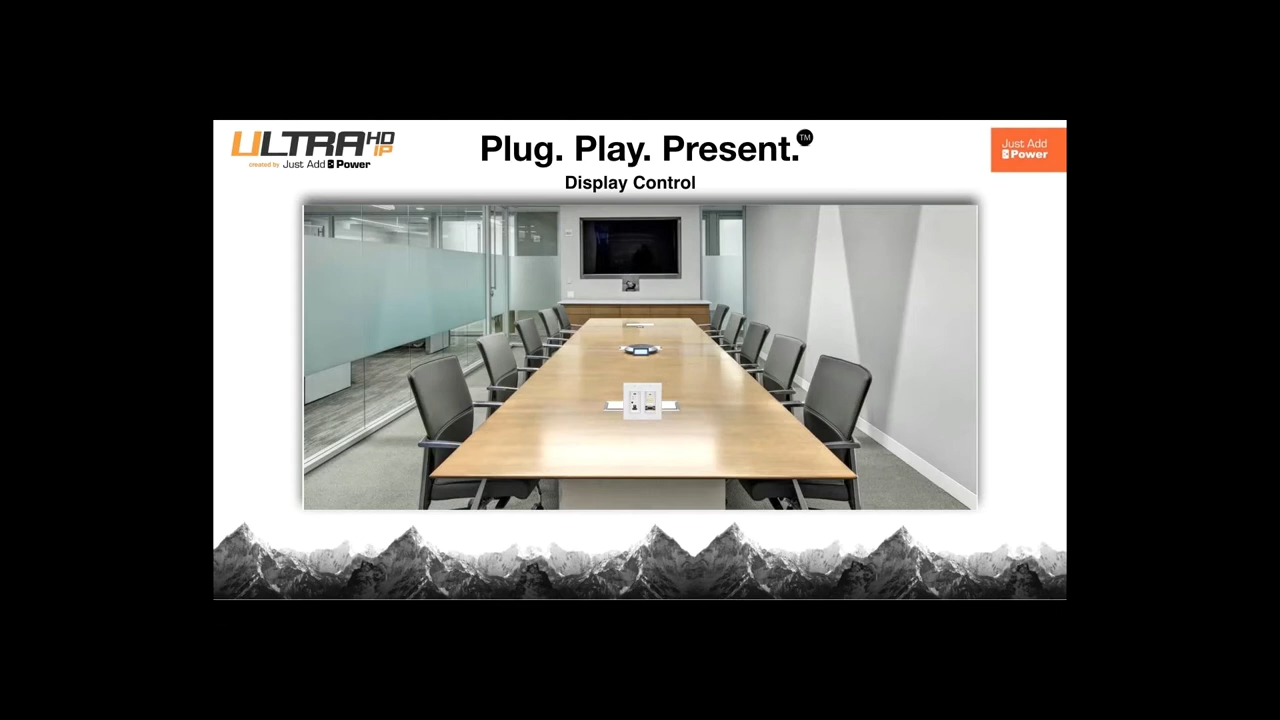 ULTRA HD IP
created by Just Add Power
Plug. Play. Present.™
Display Control
Just Add
Power